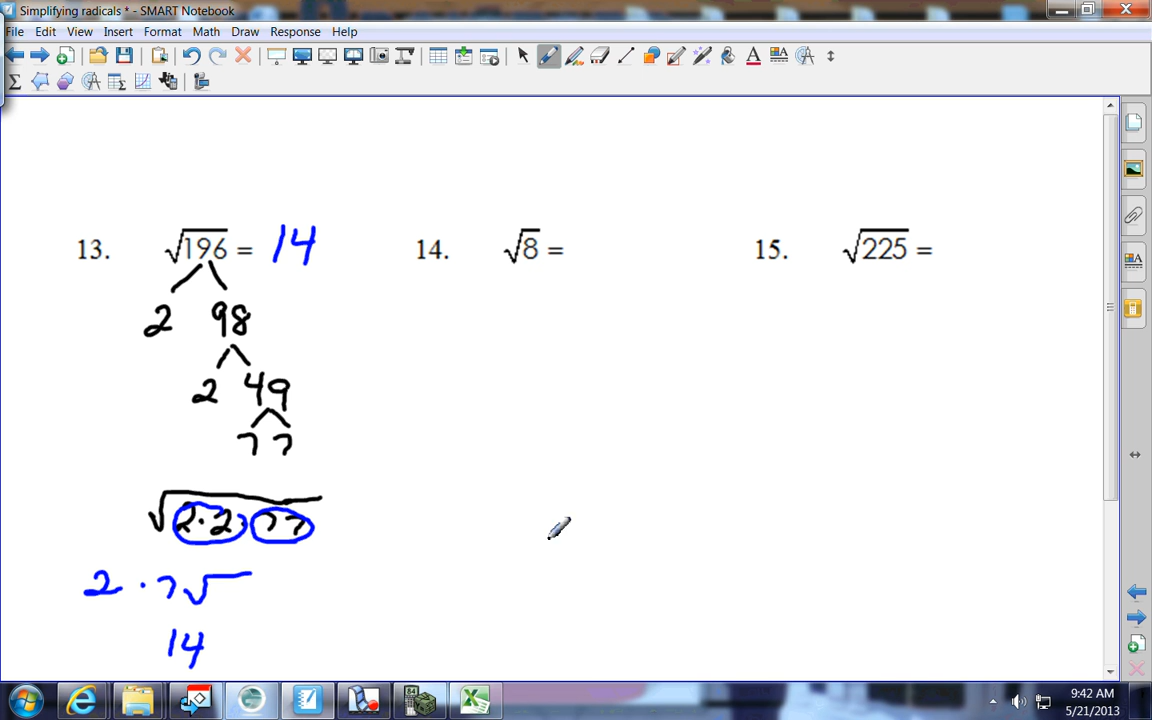 Simplifying radicals * - SMART Notebook
File Edit View Insert Format Math Draw Response Help
13. √196 = 14 14. √8 = 15. √225 =
2 98
2 49
7 7
√2·2·7 7
2 · 7√
14
9:42 AM
5/21/2013